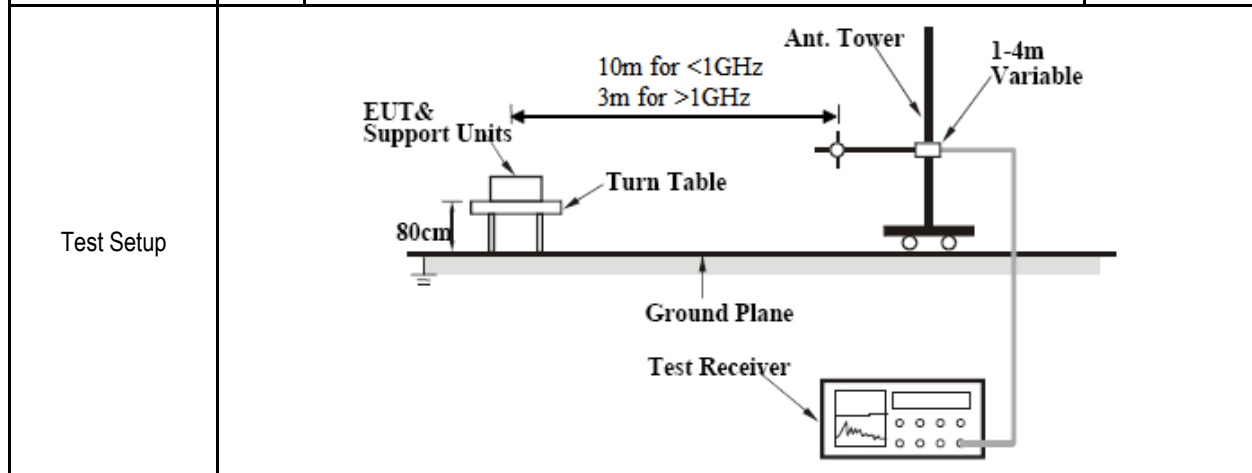 Test Setup
Ant. Tower
1-4m
Variable
10m for <1GHz
3m for >1GHz
EUT&
Support Units
Turn Table
80cm
Ground Plane
Test Receiver